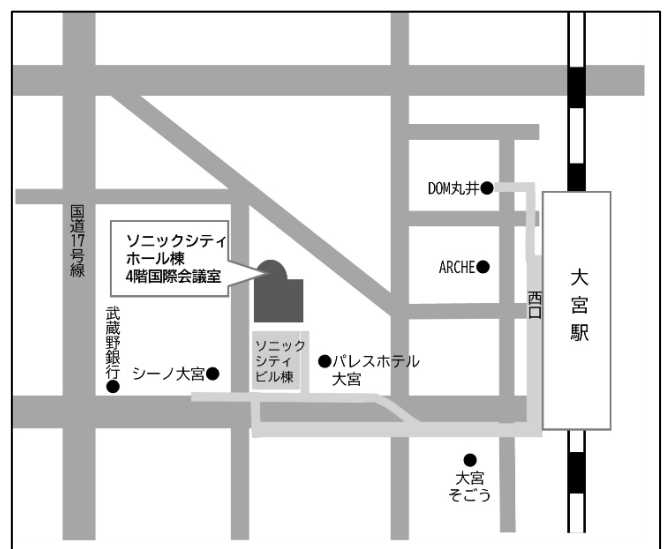 DOM丸井
国道17号線
ソニックシティ
ホール棟
4階国際会議室
ARCHE
西口
大宮駅
武蔵野銀行
シーノ大宮
ソニック
シティ
ビル棟
パレスホテル
大宮
大宮
そごう